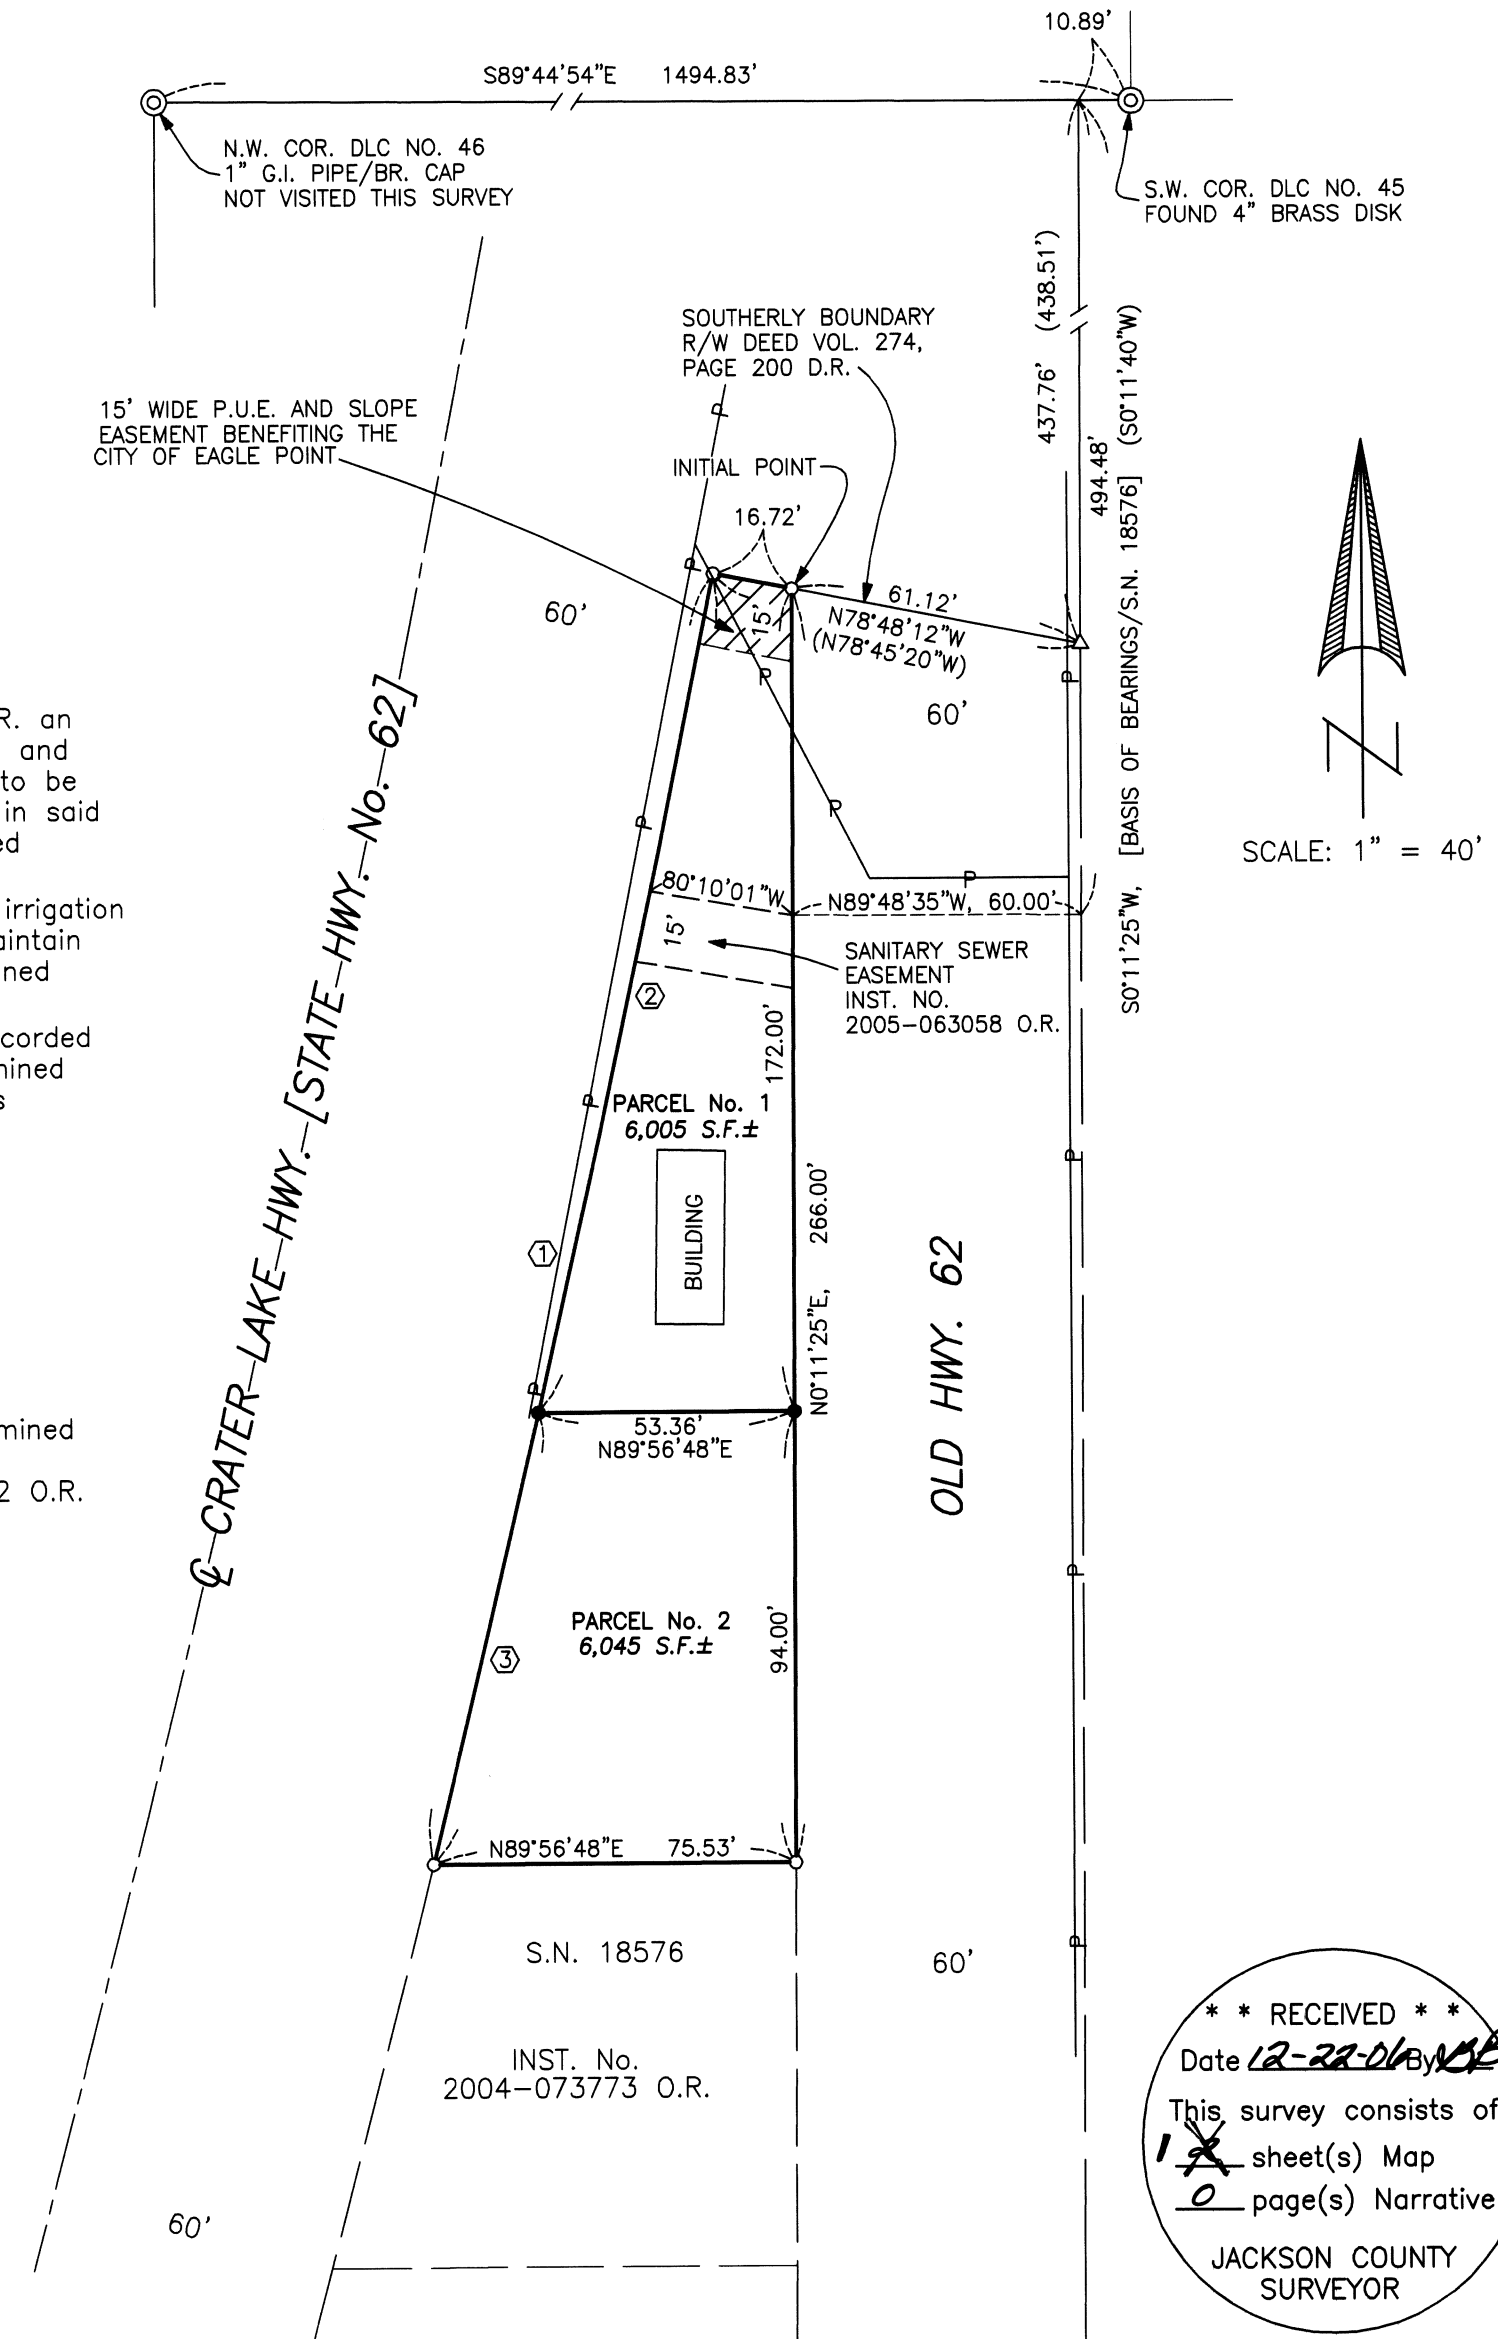 10.89'
S89°44'54"E 1494.83'
N.W. COR. DLC NO. 46
1" G.I. PIPE/BR. CAP
NOT VISITED THIS SURVEY
S.W. COR. DLC NO. 45
FOUND 4" BRASS DISK
437.76' (438.51')
494.48'
S0°11'25"W, [BASIS OF BEARINGS/S.N. 18576] (S0°11'40"W)
SOUTHERLY BOUNDARY
R/W DEED VOL. 274,
PAGE 200 D.R.
P
15' WIDE P.U.E. AND SLOPE
EASEMENT BENEFITING THE
CITY OF EAGLE POINT
INITIAL POINT
16.72'
P
60'
15'
61.12'
N78°48'12"W
(N78°45'20"W)
P
P
60'
R. an
and
to be
in said
ed
irrigation
aintain
ned
corded
mined
s
P
P
SCALE: 1" = 40'
80°10'01"W
N89°48'35"W, 60.00'
P
15'
SANITARY SEWER
EASEMENT
INST. NO.
2005-063058 O.R.
2
172.00'
P
PARCEL No. 1
6,005 S.F.±
P
BUILDING
1
N0°11'25"E, 266.00'
℄ CRATER LAKE HWY. [STATE HWY. No. 62]
OLD HWY. 62
P
53.36'
N89°56'48"E
mined
2 O.R.
P
PARCEL No. 2
6,045 S.F.±
94.00'
3
N89°56'48"E 75.53'
P
S.N. 18576
60'
INST. No.
2004-073773 O.R.
60'
* * RECEIVED * *
Date 12-22-06 By
This survey consists of
1 2 sheet(s) Map
0 page(s) Narrative
JACKSON COUNTY
SURVEYOR